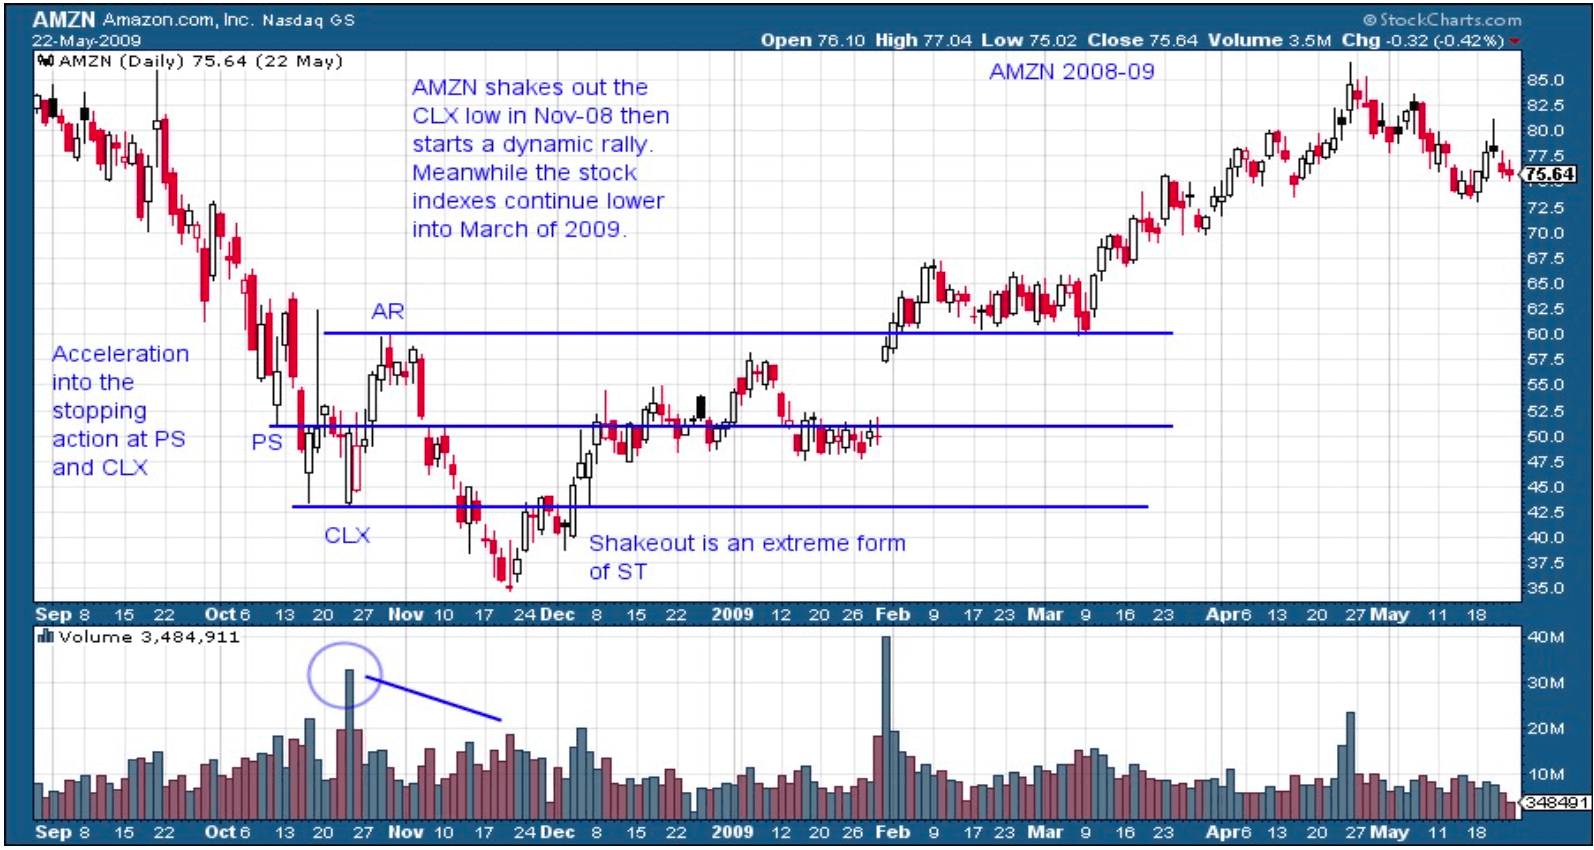 AMZN Amazon.com, Inc. Nasdaq GS © StockCharts.com
22-May-2009 Open 76.10 High 77.04 Low 75.02 Close 75.64 Volume 3.5M Chg -0.32 (-0.42%)
AMZN (Daily) 75.64 (22 May)
AMZN 2008-09
AMZN shakes out the
CLX low in Nov-08 then
starts a dynamic rally.
Meanwhile the stock
indexes continue lower
into March of 2009.
AR
Acceleration
into the
stopping
action at PS
and CLX
PS
CLX
Shakeout is an extreme form
of ST
85.0
82.5
80.0
77.5
75.64
72.5
70.0
67.5
65.0
62.5
60.0
57.5
55.0
52.5
50.0
47.5
45.0
42.5
40.0
37.5
35.0
Sep 8 15 22 Oct 6 13 20 27 Nov 10 17 24 Dec 8 15 22 2009 12 20 26 Feb 9 17 23 Mar 9 16 23 Apr 6 13 20 27 May 11 18
Volume 3,484,911
40M
30M
20M
10M
348491
Sep 8 15 22 Oct 6 13 20 27 Nov 10 17 24 Dec 8 15 22 2009 12 20 26 Feb 9 17 23 Mar 9 16 23 Apr 6 13 20 27 May 11 18